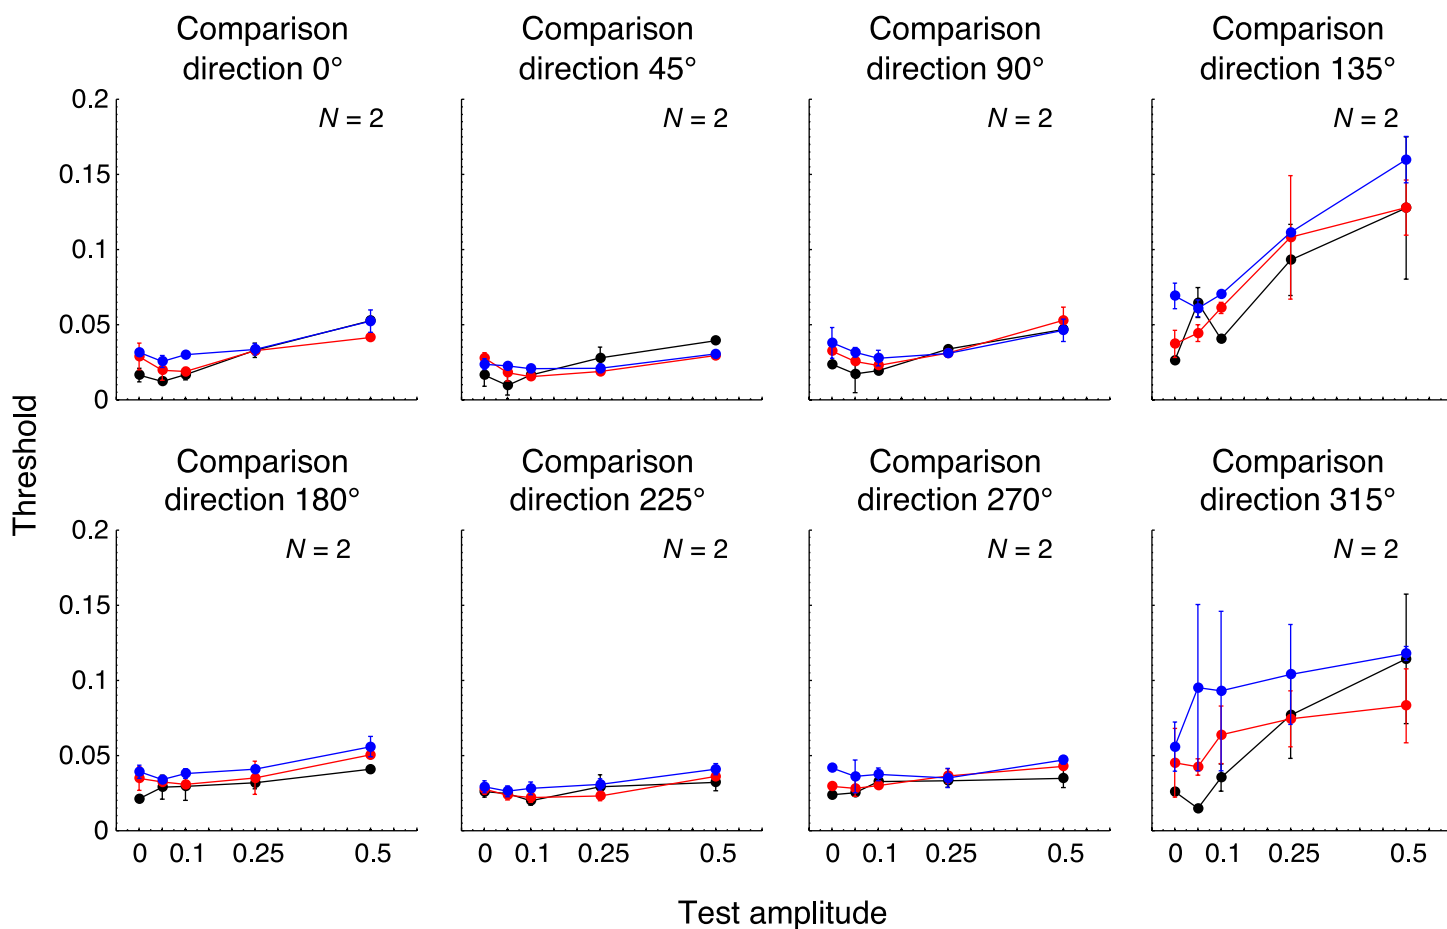 Comparison
direction 0°
Comparison
direction 45°
Comparison
direction 90°
Comparison
direction 135°
0.2
0.15
0.1
0.05
0
N = 2
N = 2
N = 2
N = 2
Threshold
Comparison
direction 180°
Comparison
direction 225°
Comparison
direction 270°
Comparison
direction 315°
0.2
0.15
0.1
0.05
0
N = 2
N = 2
N = 2
N = 2
0 0.1 0.25 0.5
0 0.1 0.25 0.5
0 0.1 0.25 0.5
0 0.1 0.25 0.5
Test amplitude